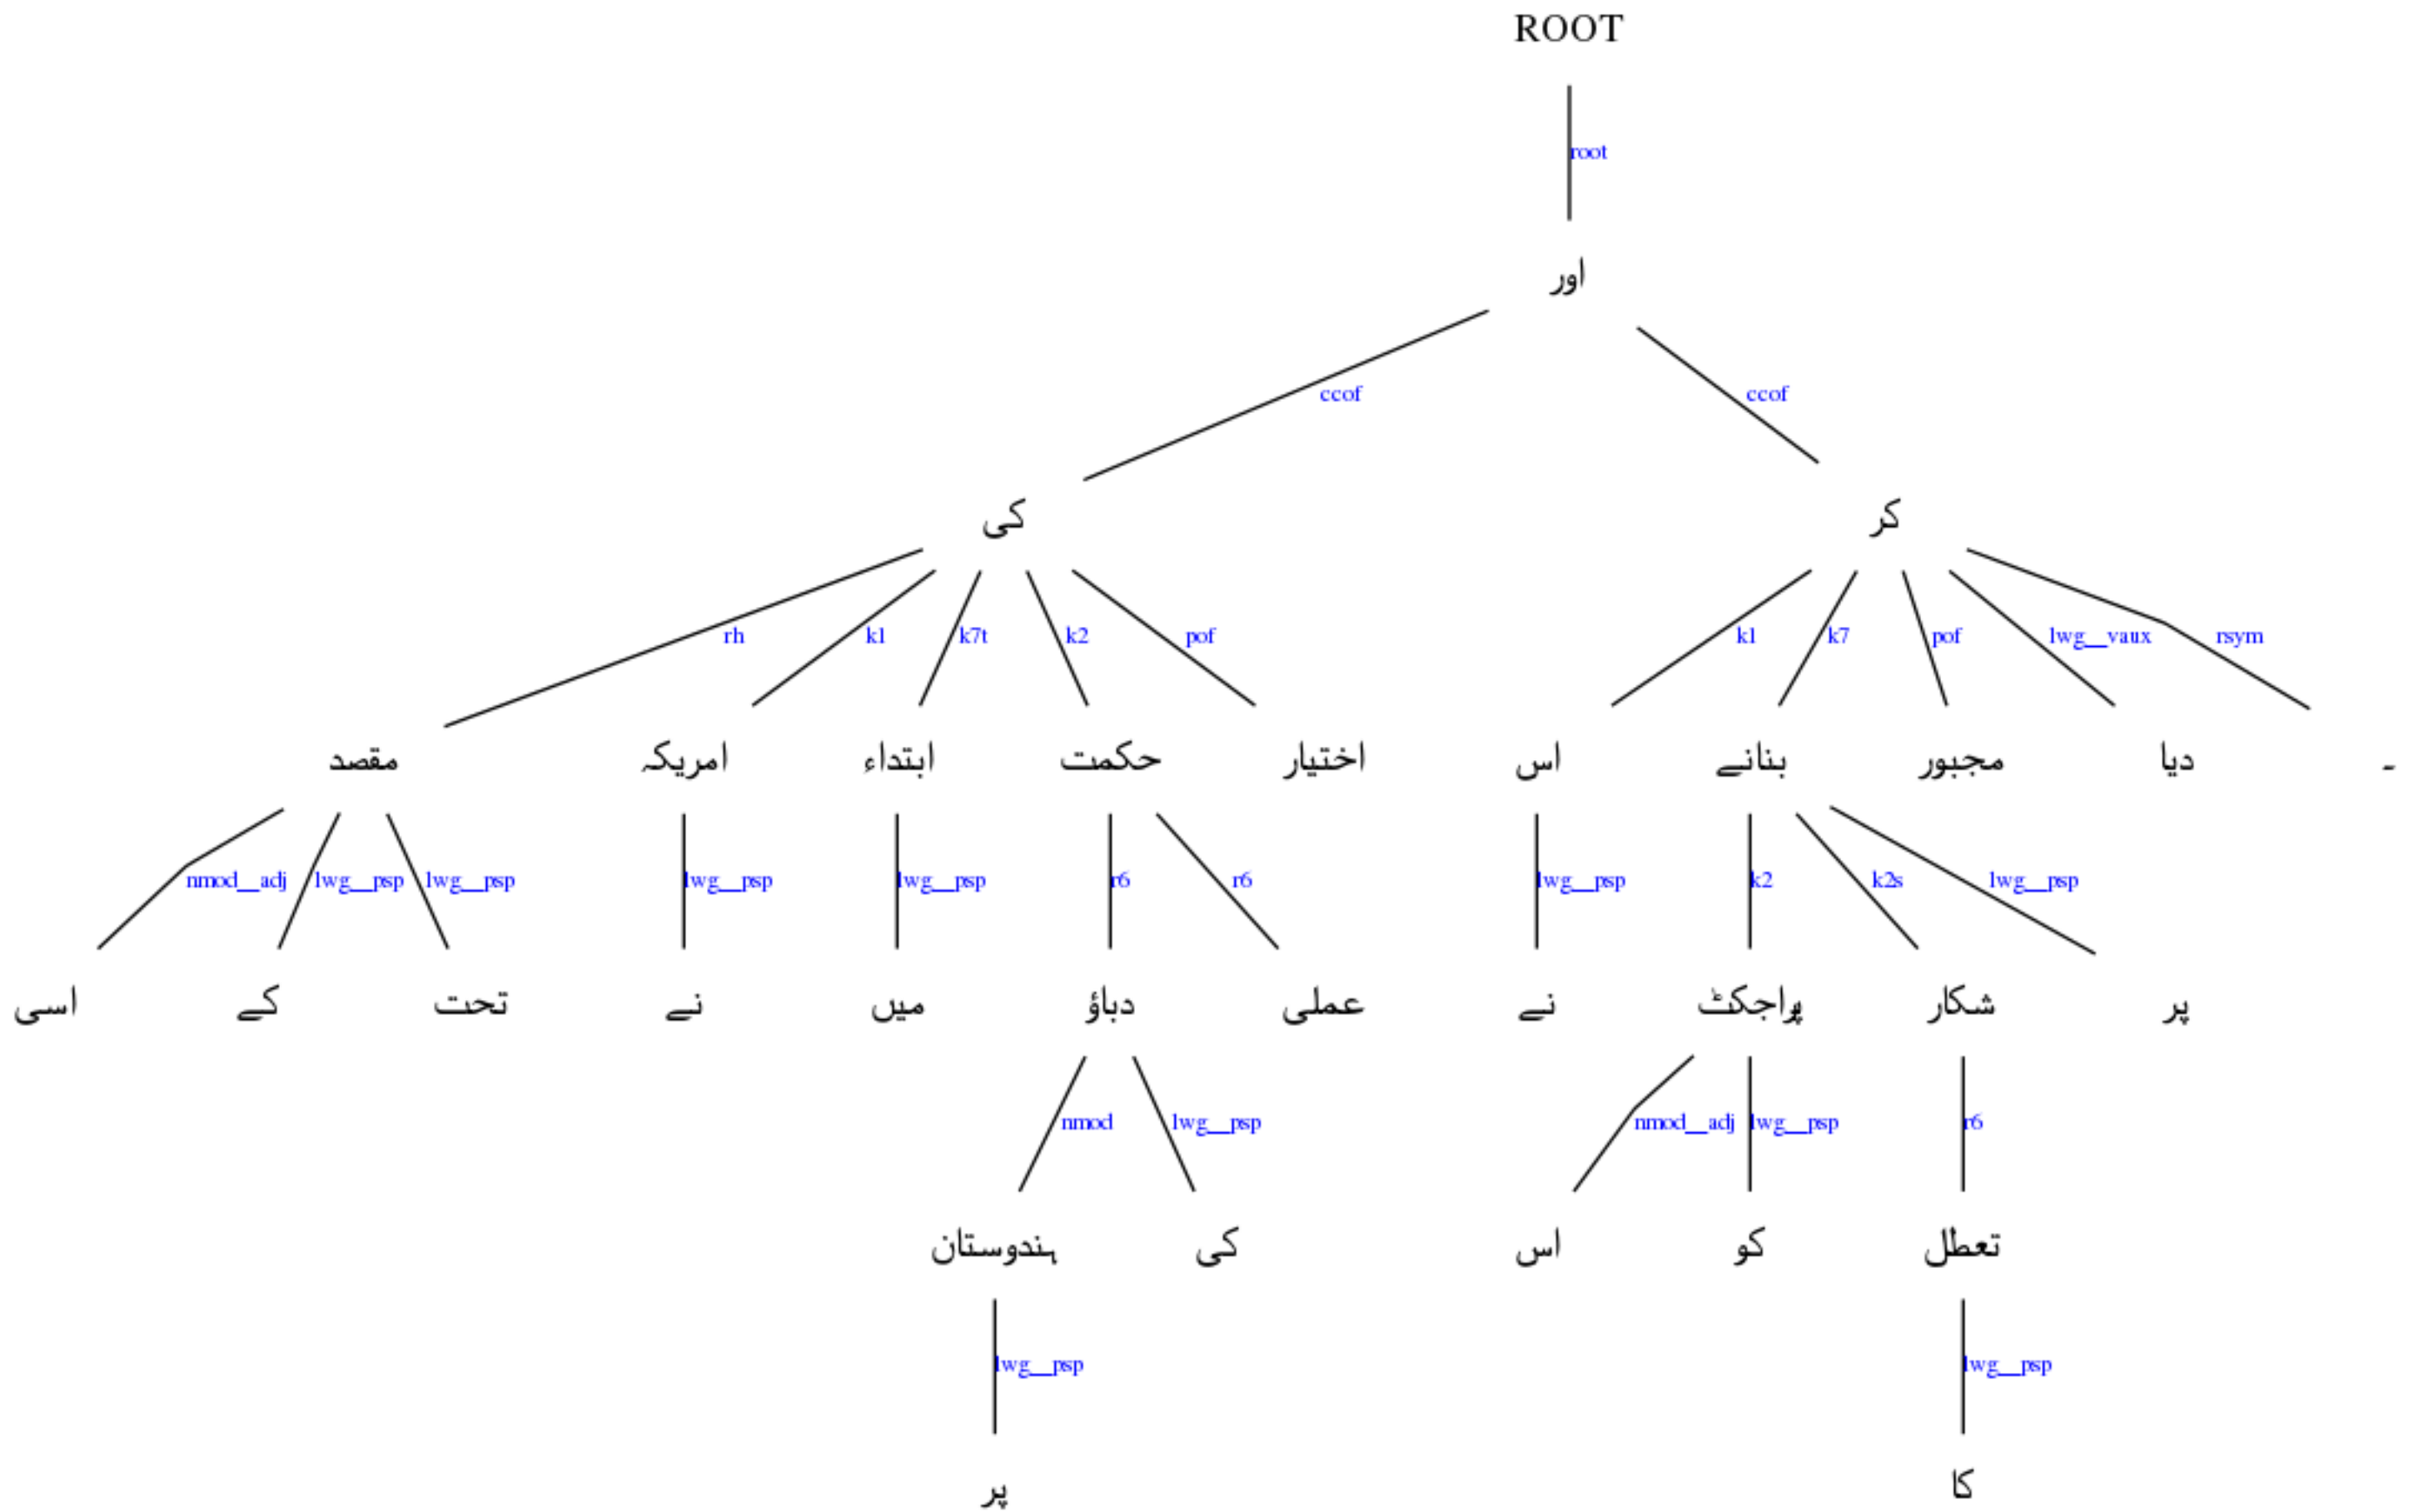 ROOT
root
اور
ccof ccof
کی کر
rh k1 k7t k2 pof k1 k7 pof lwg__vaux rsym
مقصد امریکہ ابتداء حکمت اختیار اس بنانے مجبور دیا ۔
nmod__adj lwg__psp lwg__psp lwg__psp lwg__psp r6 r6 lwg__psp k2 k2s lwg__psp
اسی کے تحت نے میں دباؤ عملی نے پراجکٹ شکار پر
nmod lwg__psp nmod__adj lwg__psp r6
ہندوستان کی اس کو تعطل
lwg__psp lwg__psp
پر کا